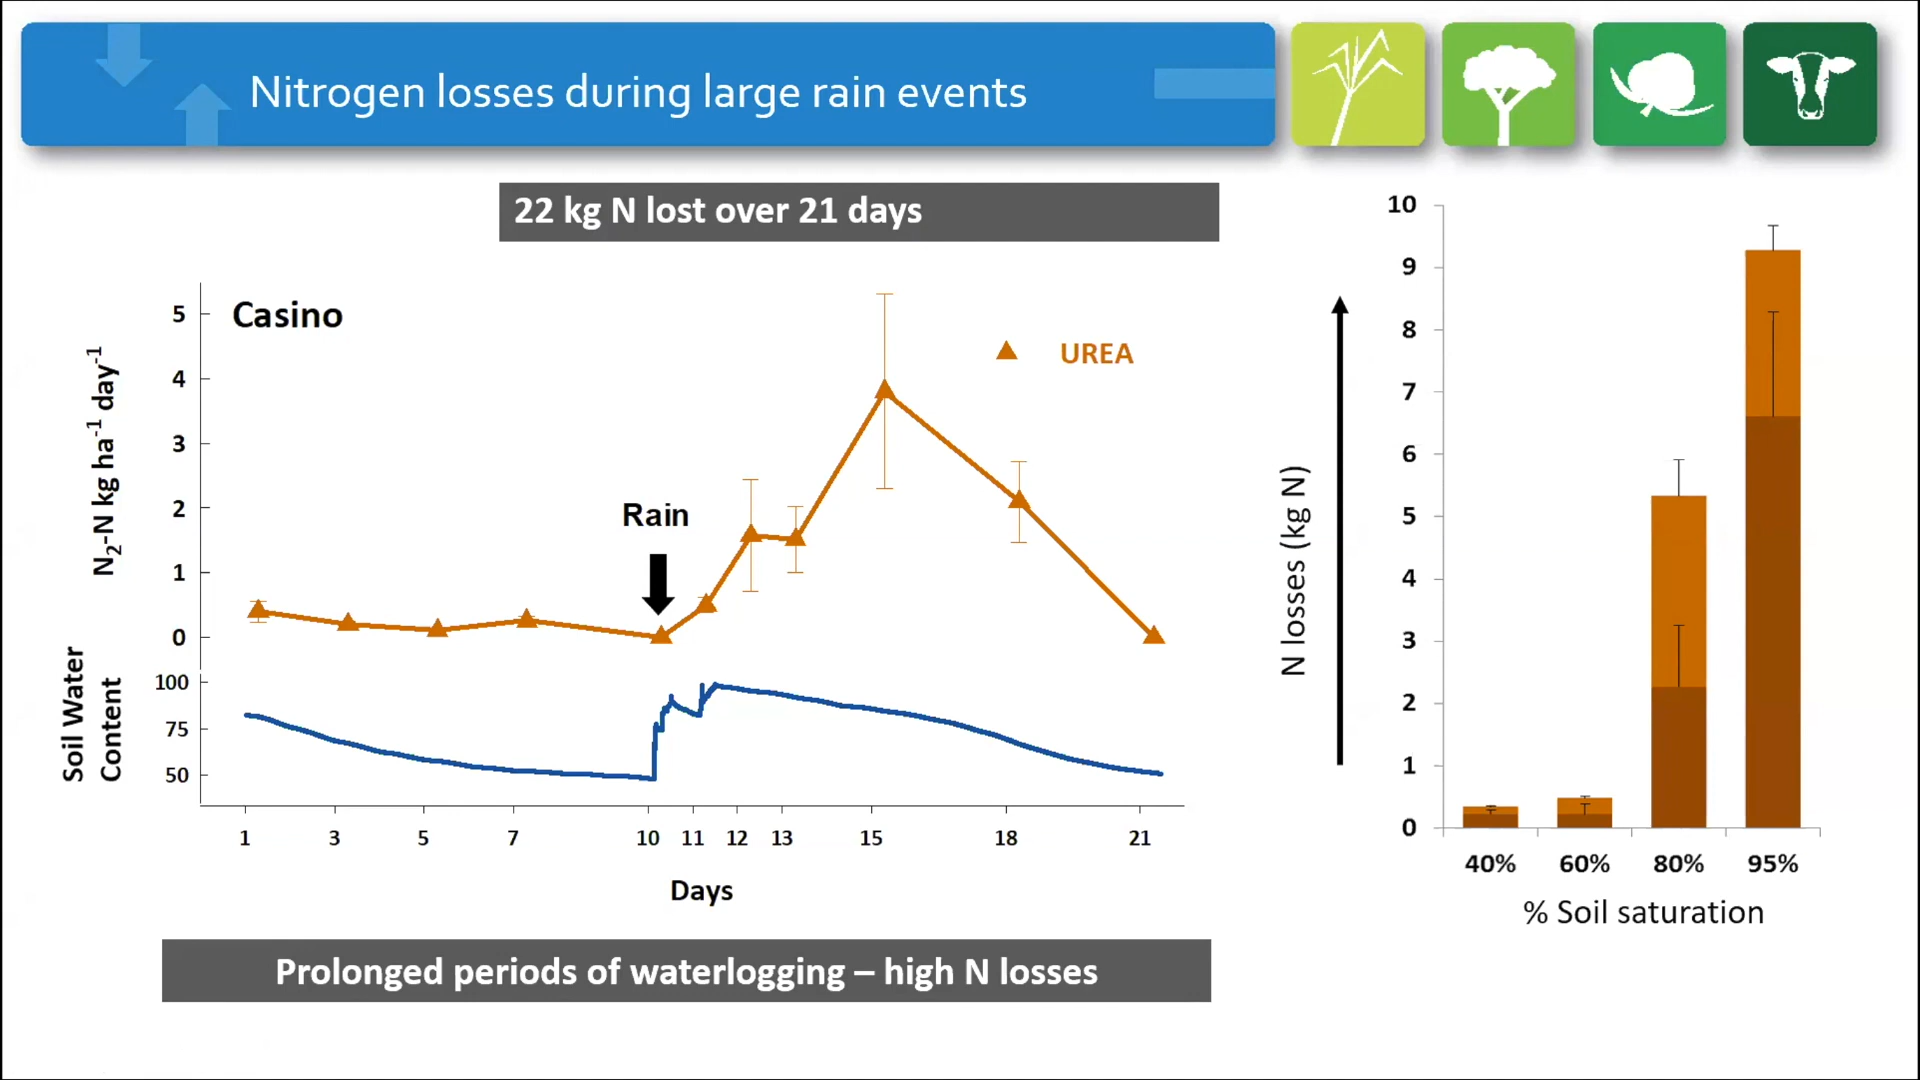 Nitrogen losses during large rain events
22 kg N lost over 21 days
Casino
UREA
Rain
N₂-N kg ha⁻¹ day⁻¹
5
4
3
2
1
0
Soil Water
Content
100
75
50
1 3 5 7 10 11 12 13 15 18 21
Days
Prolonged periods of waterlogging – high N losses
N losses (kg N)
10
9
8
7
6
5
4
3
2
1
0
40% 60% 80% 95%
% Soil saturation